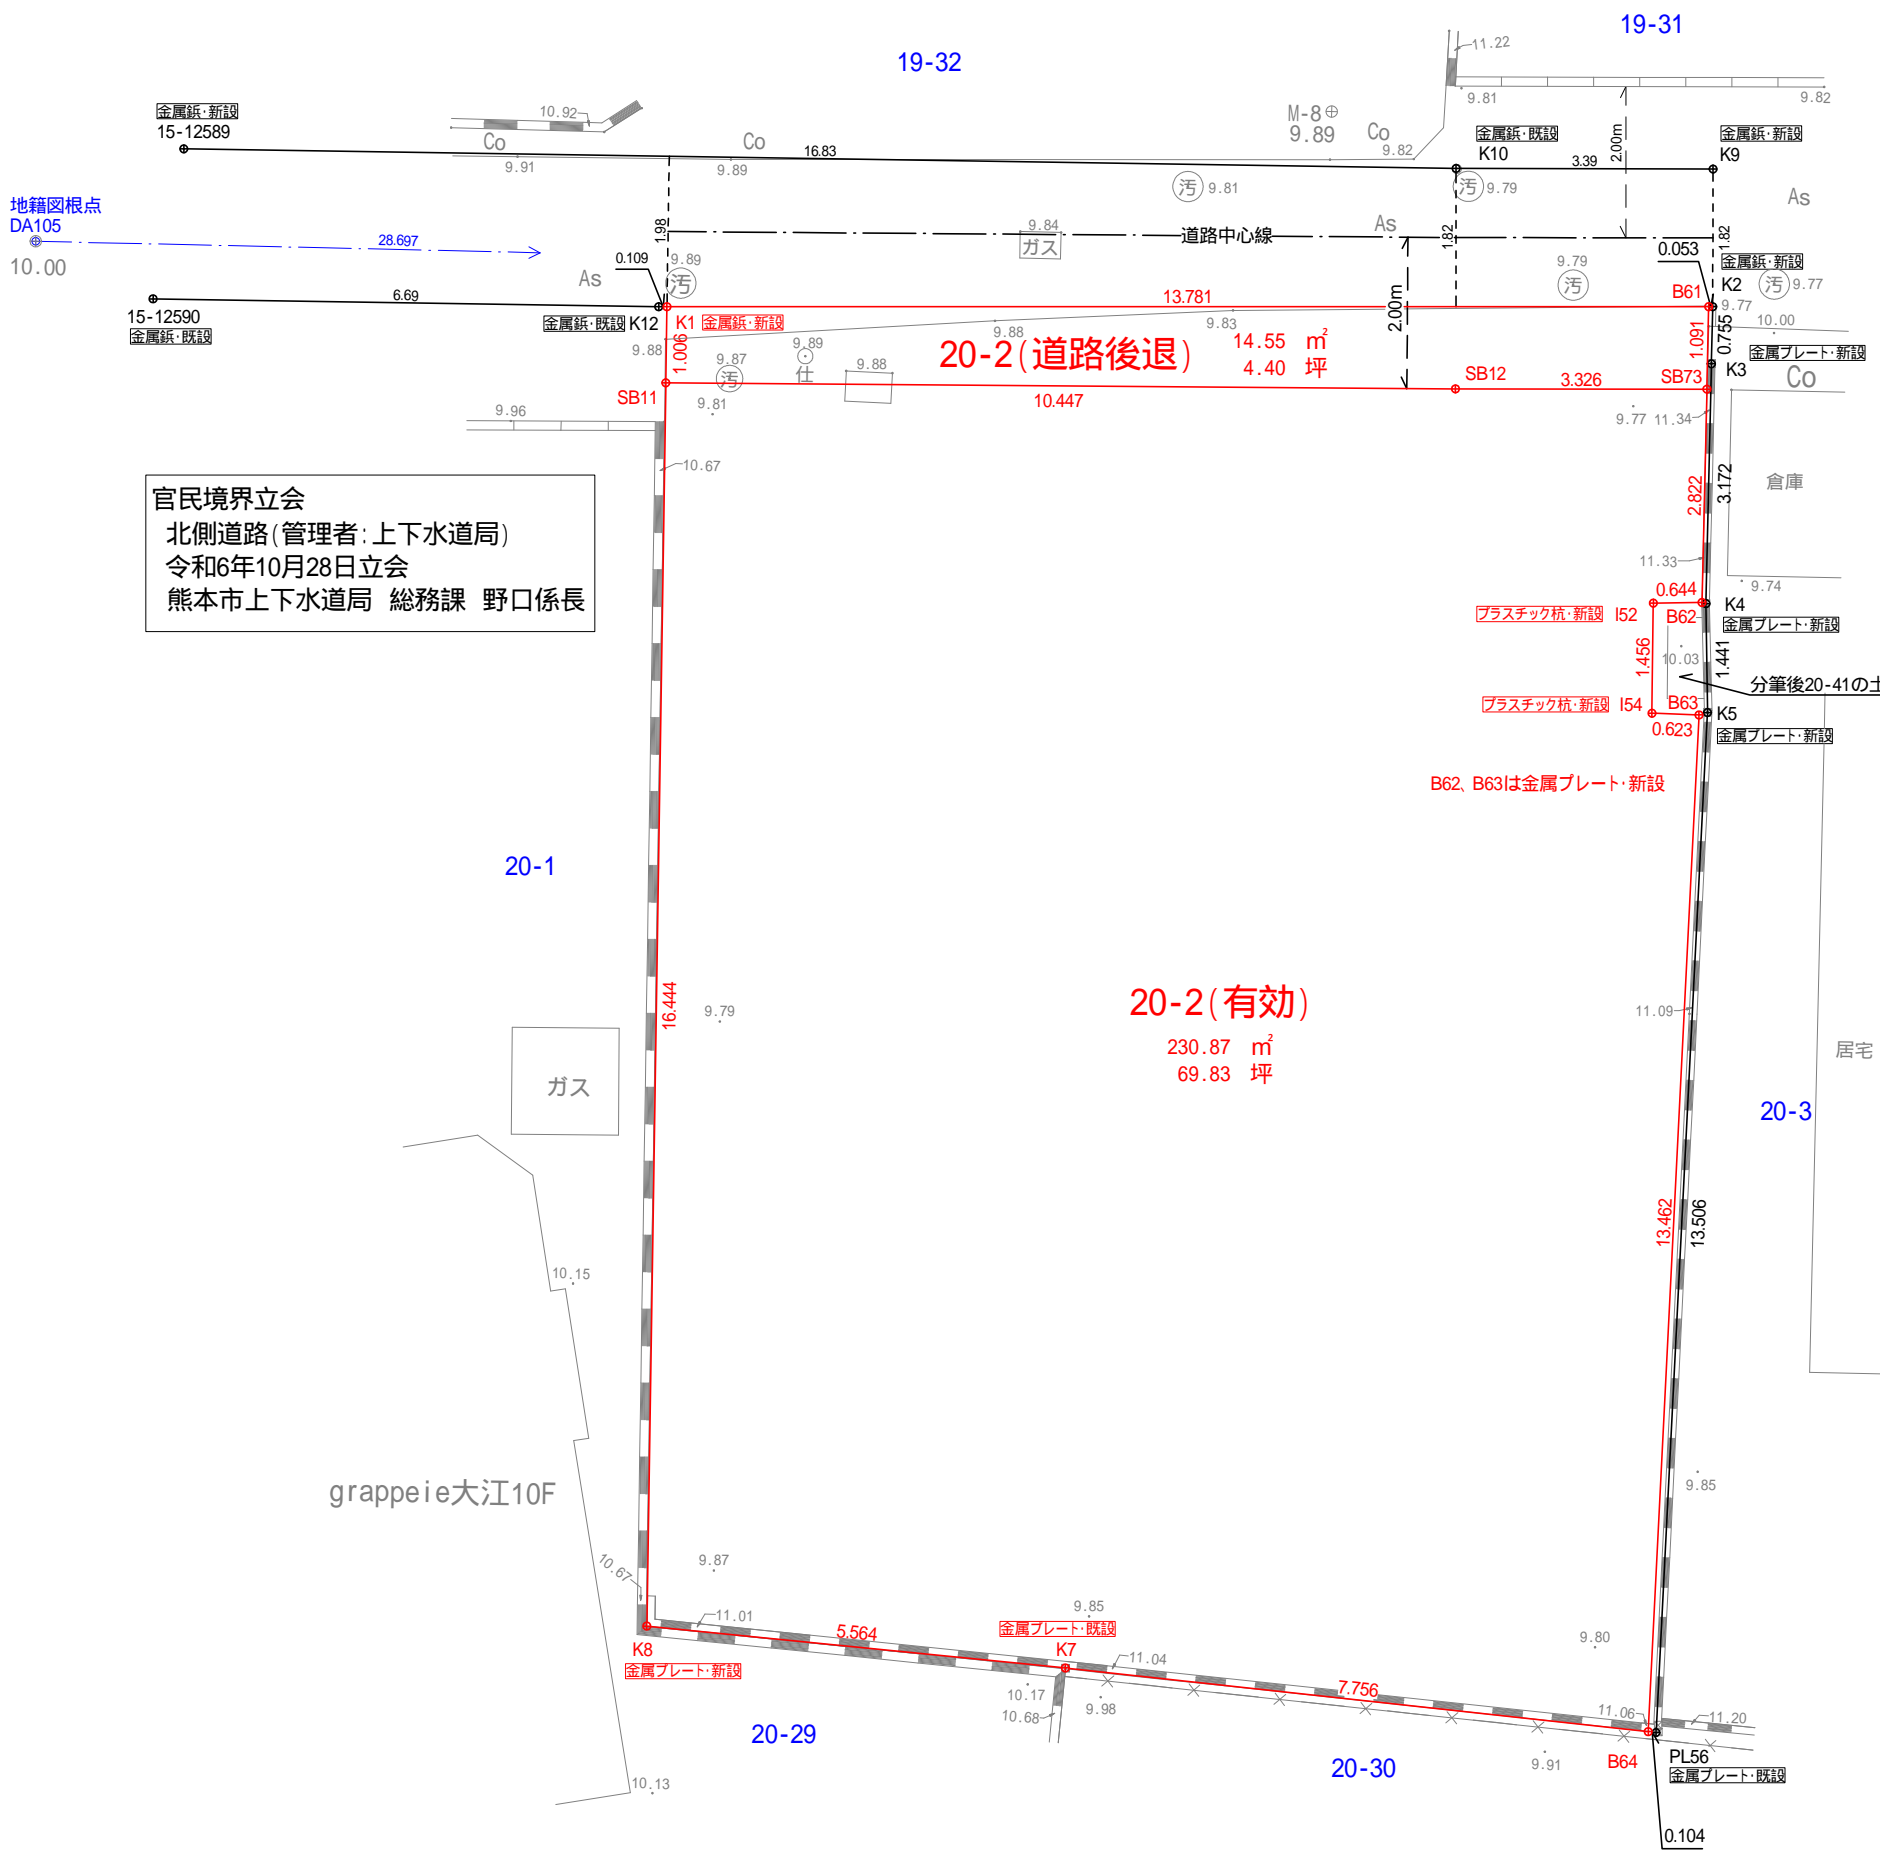 19-31
19-32
11.22
9.81
9.82
金属鋲・新設
15-12589
10.92
Co
9.91
Co
9.89
16.83
M-8
9.89
Co
9.82
金属鋲・既設
K10
3.39
2.00m
金属鋲・新設
K9
汚 9.81
汚 9.79
As
地籍図根点
DA105
10.00
28.697
1.98
9.84
ガス
道路中心線
As
1.82
1.82
0.053
金属鋲・新設
K2
汚 9.77
9.77
As
0.109
9.89
汚
9.79
汚
6.69
15-12590
金属鋲・既設
金属鋲・既設 K12
K1 金属鋲・新設
13.781
B61
2.00m
9.88
1.006
9.88
9.83
9.89
仕
9.87
汚
9.88
20-2(道路後退)
14.55 ㎡
4.40 坪
1.091
0.755
10.00
金属プレート・新設
K3
Co
SB11
9.81
10.447
SB12
3.326
SB73
9.77
11.34
9.96
10.67
官民境界立会
北側道路(管理者:上下水道局)
令和6年10月28日立会
熊本市上下水道局 総務課 野口係長
2.822
3.172
倉庫
11.33
9.74
0.644
プラスチック杭・新設 I52
B62
K4
金属プレート・新設
1.456
10.03
1.441
分筆後20-41の土
プラスチック杭・新設 I54
B63
K5
0.623
金属プレート・新設
B62、B63は金属プレート・新設
20-1
16.444
9.79
20-2(有効)
230.87 ㎡
69.83 坪
11.09
居宅
ガス
20-3
13.462
13.506
10.15
grappeie大江10F
9.85
10.67
9.87
11.01
5.564
9.85
金属プレート・既設
K7
K8
金属プレート・新設
11.04
9.80
10.17
10.68
9.98
7.756
11.06
11.20
20-29
20-30
9.91
B64
PL56
金属プレート・既設
10.13
0.104